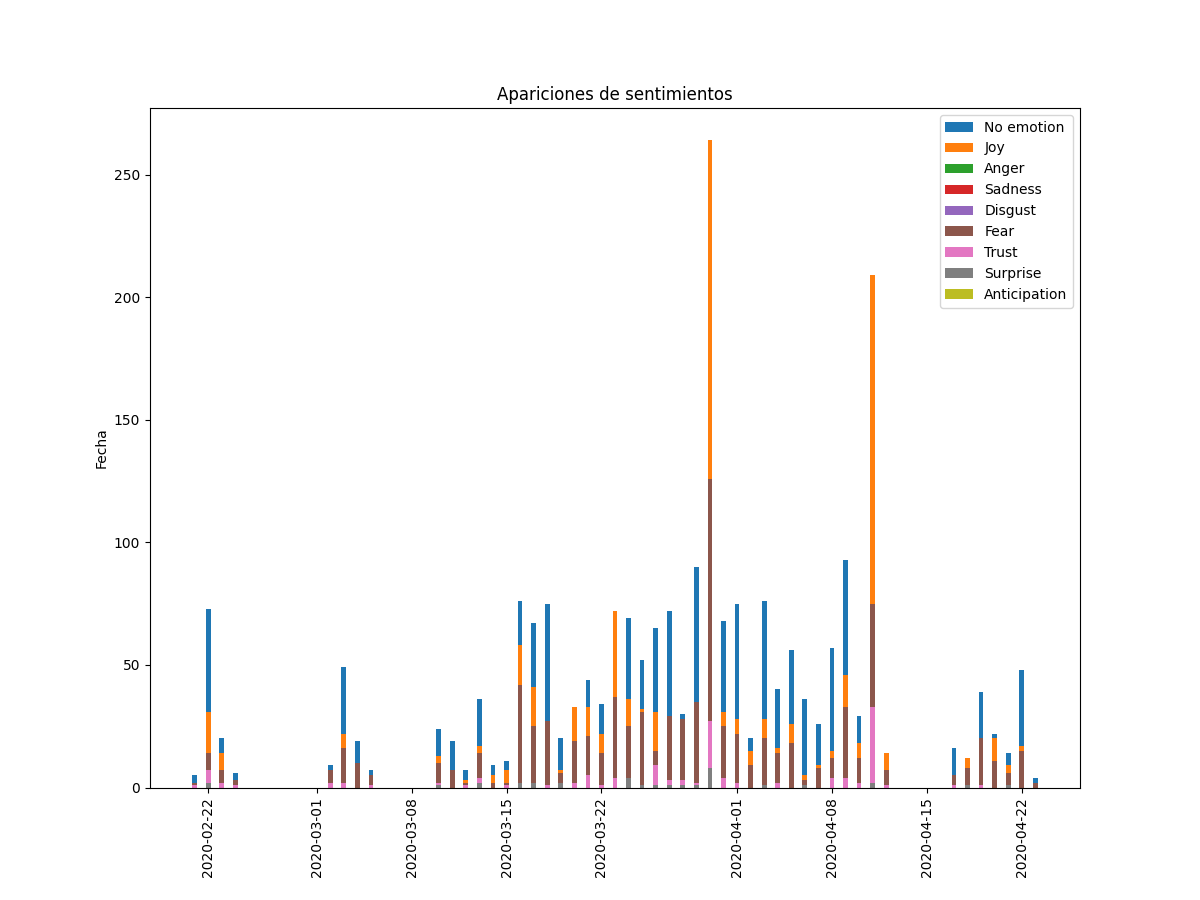 Apariciones de sentimientos
No emotion
Joy
Anger
Sadness
Disgust
Fear
Trust
Surprise
Anticipation
Fecha
250
200
150
100
50
0
2020-02-22
2020-03-01
2020-03-08
2020-03-15
2020-03-22
2020-04-01
2020-04-08
2020-04-15
2020-04-22